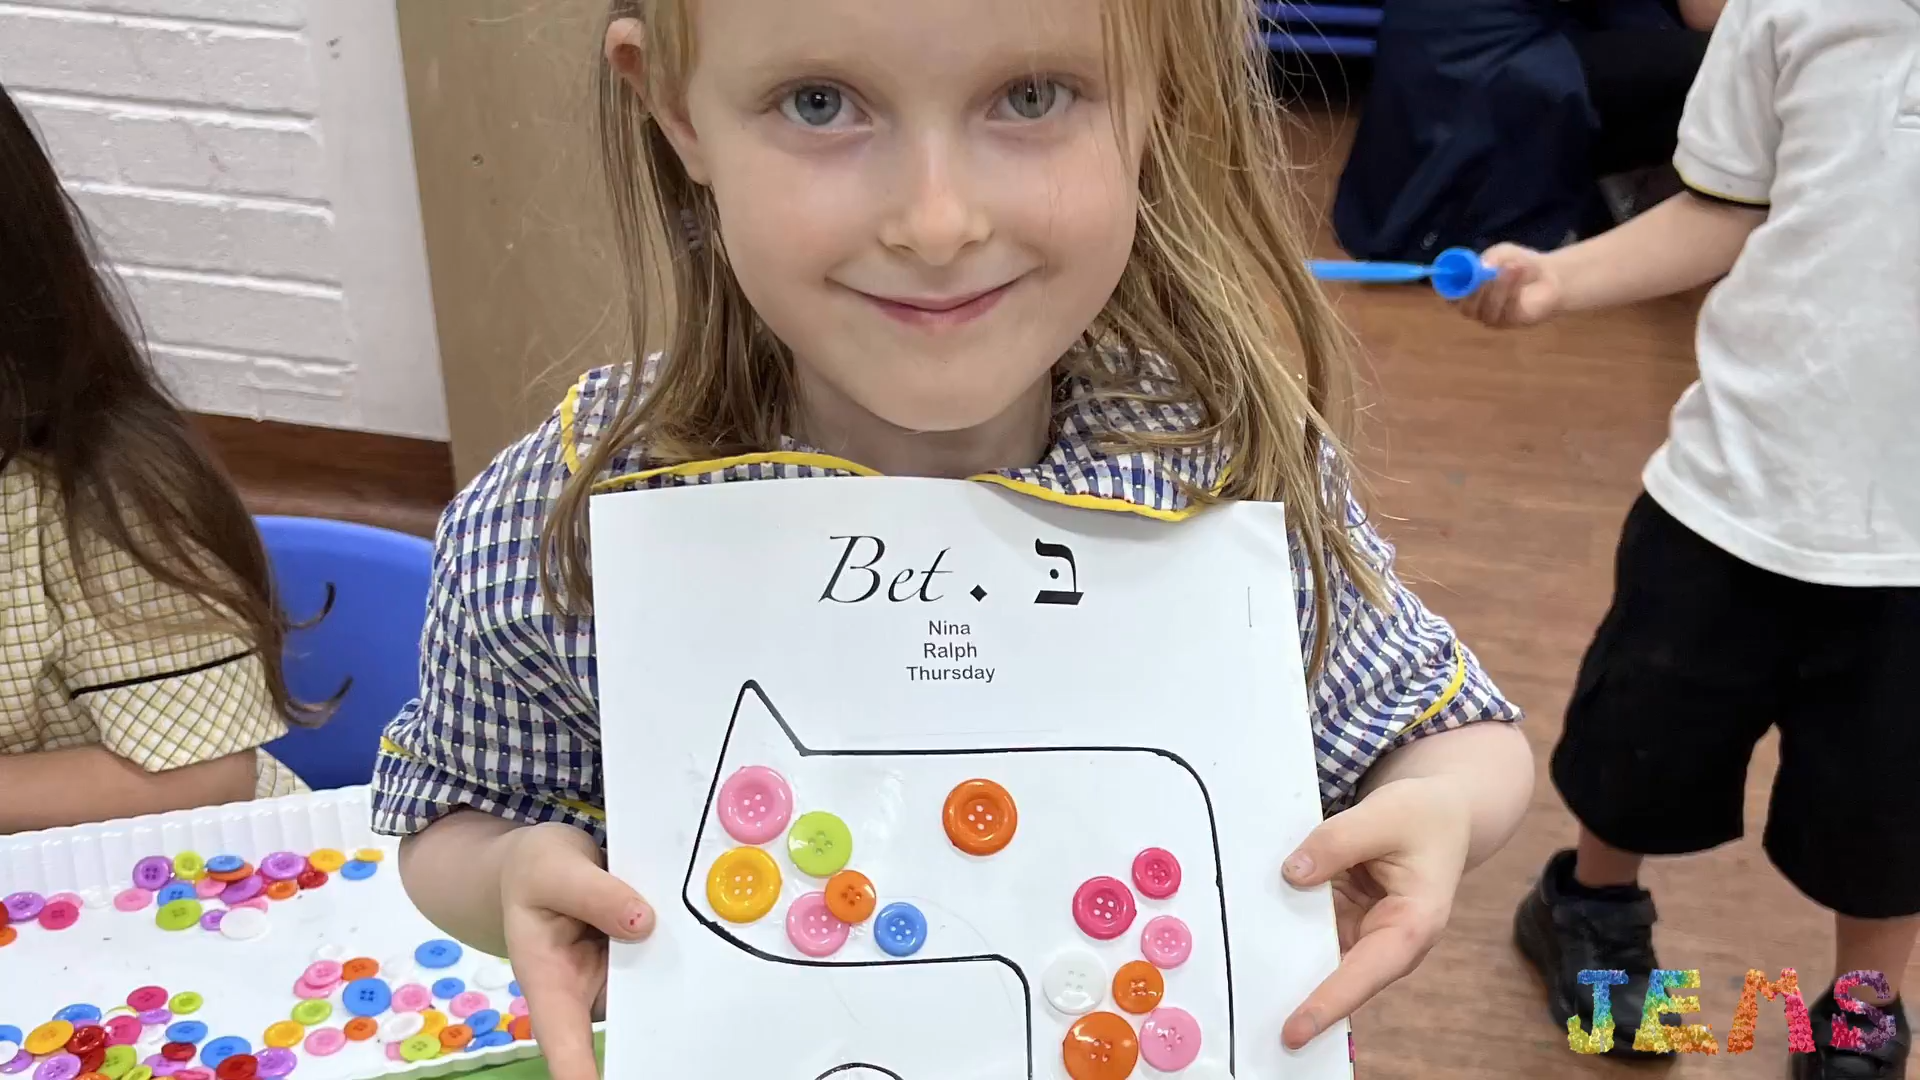 Bet . בּ
Nina
Ralph
Thursday
JEMS